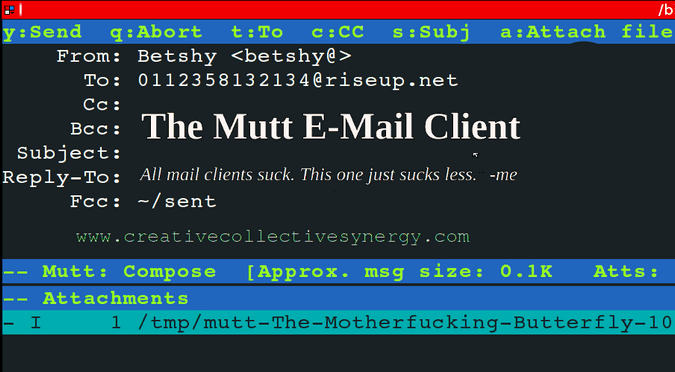 /b
y:Send q:Abort t:To c:CC s:Subj a:Attach file
From: Betshy <betshy@>
To: 0112358132134@riseup.net
Cc:
Bcc:
The Mutt E-Mail Client
Subject:
Reply-To:
All mail clients suck. This one just sucks less. -me
Fcc: ~/sent
www.creativecollectivesynergy.com
-- Mutt: Compose [Approx. msg size: 0.1K Atts:
-- Attachments
- I 1 /tmp/mutt-The-Motherfucking-Butterfly-10